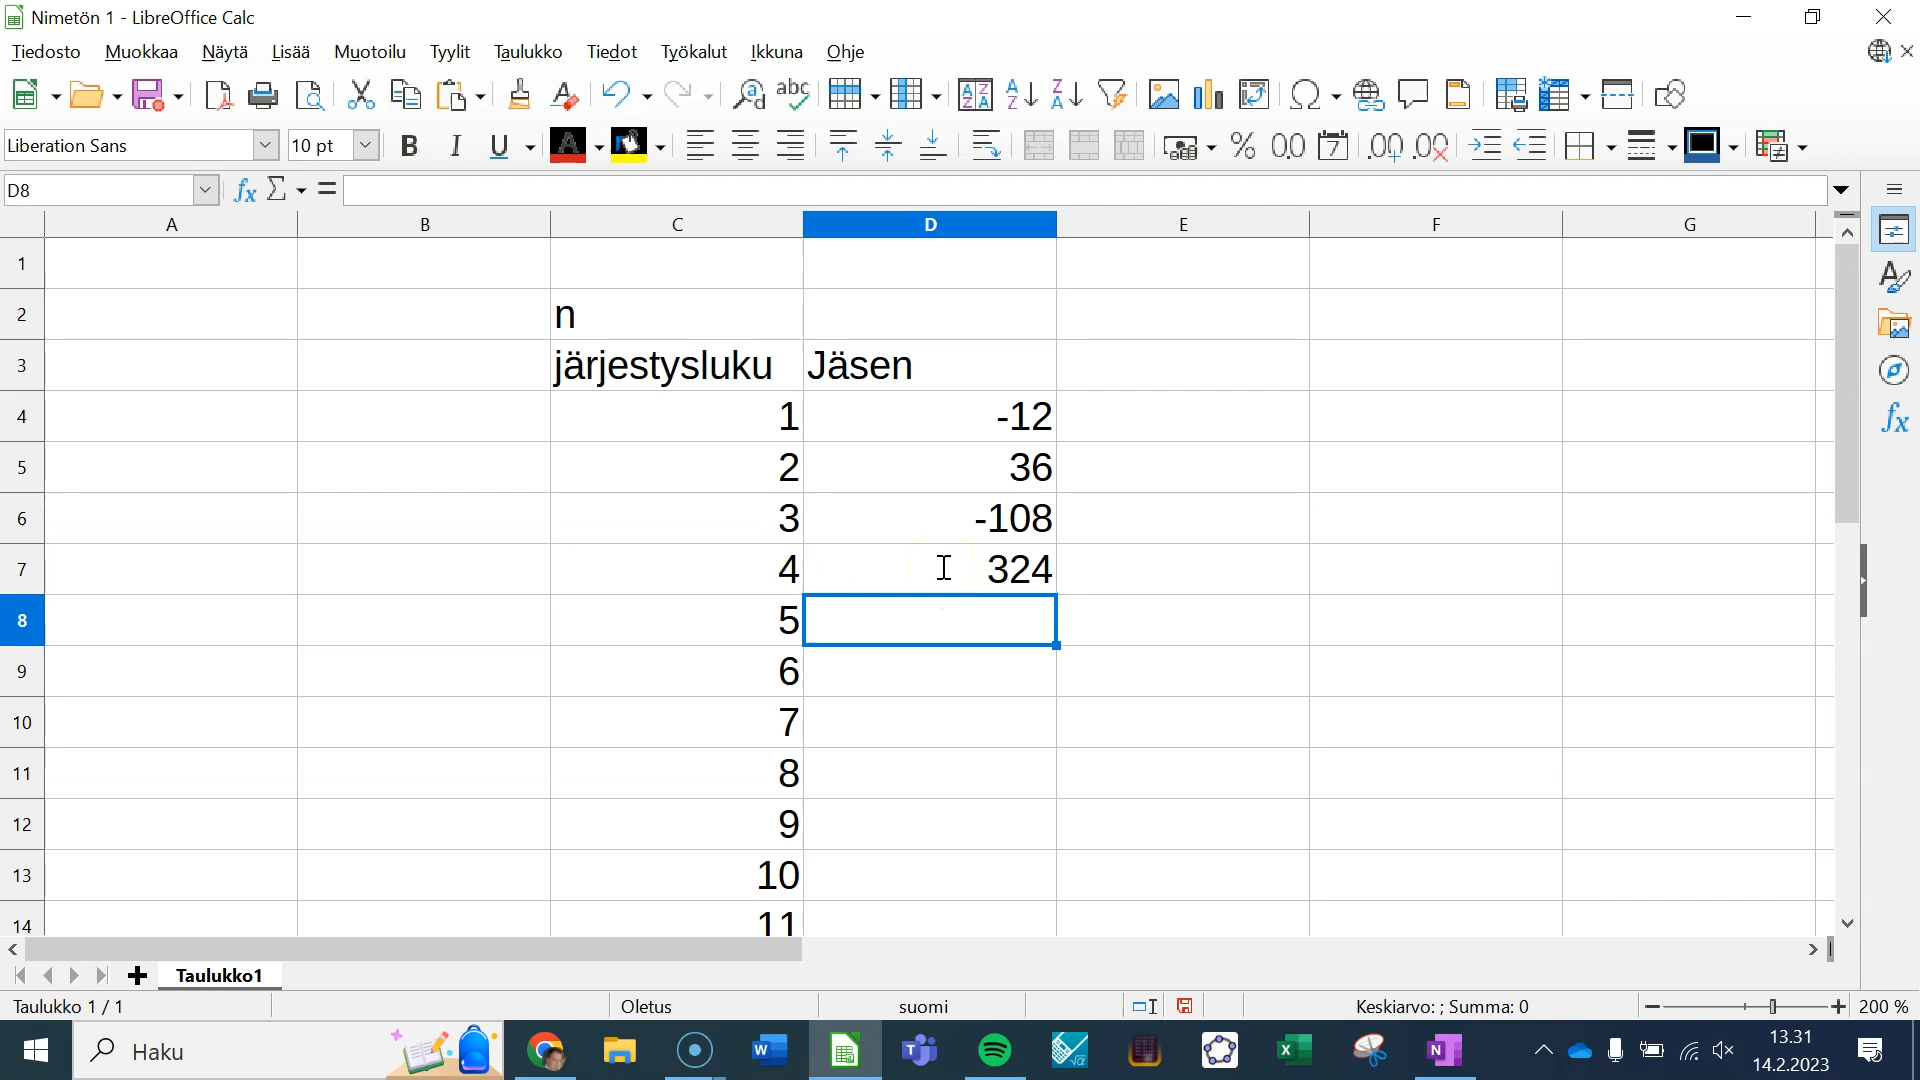 Nimetön 1 - LibreOffice Calc
Tiedosto Muokkaa Näytä Lisää Muotoilu Tyylit Taulukko Tiedot Työkalut Ikkuna Ohje
Liberation Sans 10 pt
D8
A B C D E F G
1
2 n
3 järjestysluku Jäsen
4 1 -12
5 2 36
6 3 -108
7 4 324
8 5
9 6
10 7
11 8
12 9
13 10
14 11
Taulukko1
Taulukko 1 / 1 Oletus suomi Keskiarvo: ; Summa: 0 200 %
Haku
13.31
14.2.2023